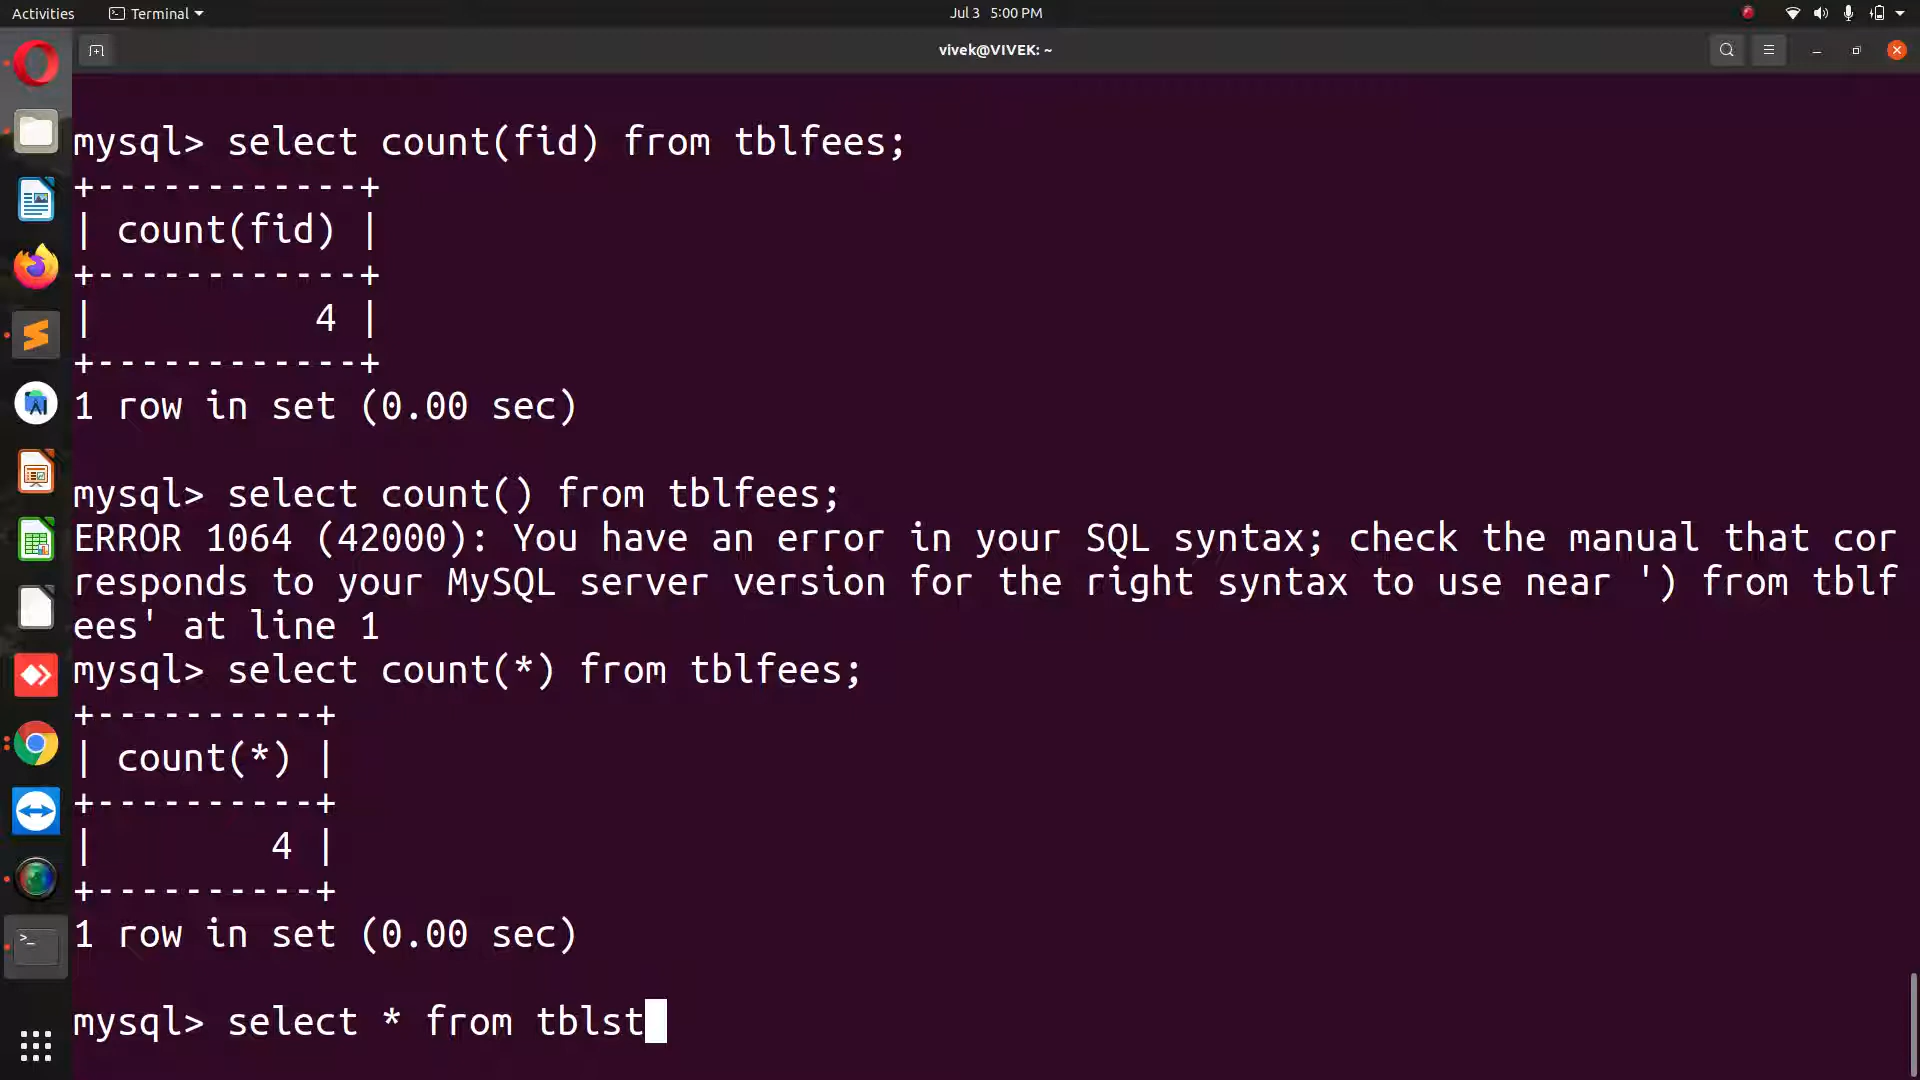 Activities Terminal Jul 3 5:00 PM
vivek@VIVEK: ~
mysql> select count(fid) from tblfees;
+------------+
| count(fid) |
+------------+
|          4 |
+------------+
1 row in set (0.00 sec)
mysql> select count() from tblfees;
ERROR 1064 (42000): You have an error in your SQL syntax; check the manual that cor
responds to your MySQL server version for the right syntax to use near ') from tblf
ees' at line 1
mysql> select count(*) from tblfees;
+----------+
| count(*) |
+----------+
|        4 |
+----------+
1 row in set (0.00 sec)
mysql> select * from tblst